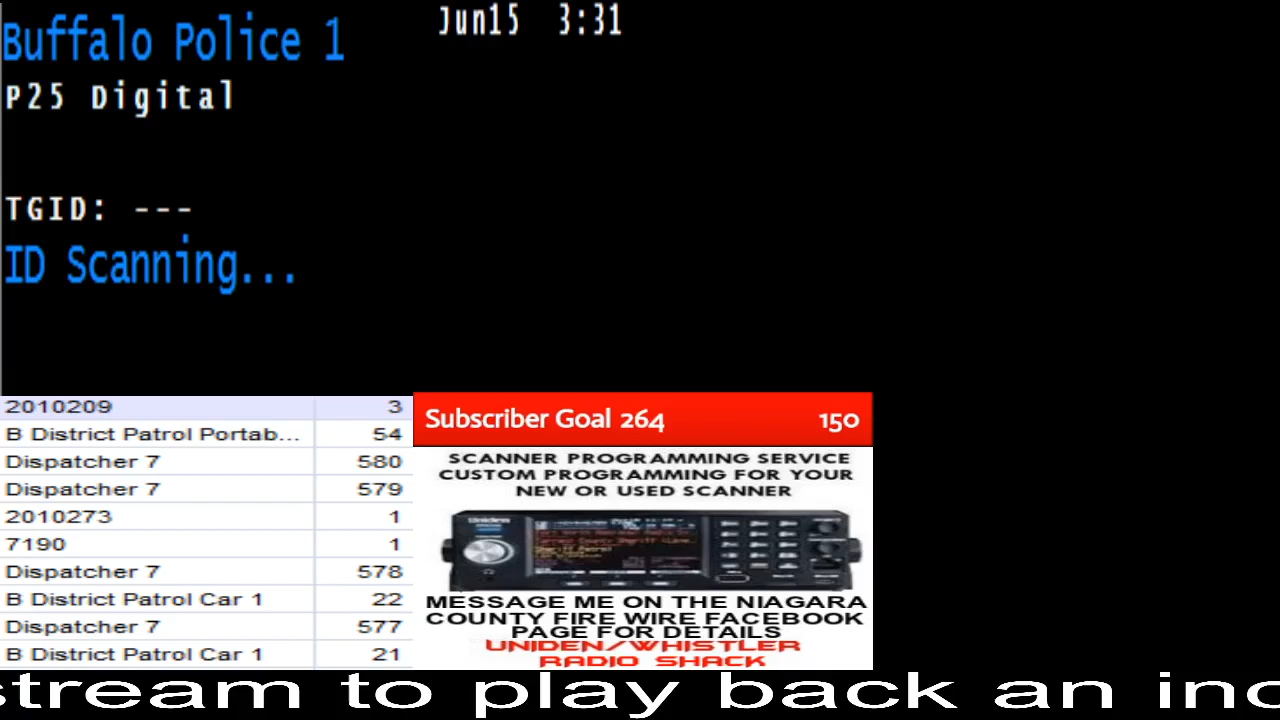 Buffalo Police 1
Jun15 3:31
P25 Digital
TGID: ---
ID Scanning...
2010209 3
B District Patrol Portab... 54
Dispatcher 7 580
Dispatcher 7 579
2010273 1
7190 1
Dispatcher 7 578
B District Patrol Car 1 22
Dispatcher 7 577
B District Patrol Car 1 21
Subscriber Goal 264 150
SCANNER PROGRAMMING SERVICE
CUSTOM PROGRAMMING FOR YOUR
NEW OR USED SCANNER
Uniden
MESSAGE ME ON THE NIAGARA
COUNTY FIRE WIRE FACEBOOK
PAGE FOR DETAILS
UNIDEN/WHISTLER
RADIO SHACK
stream to play back an inc